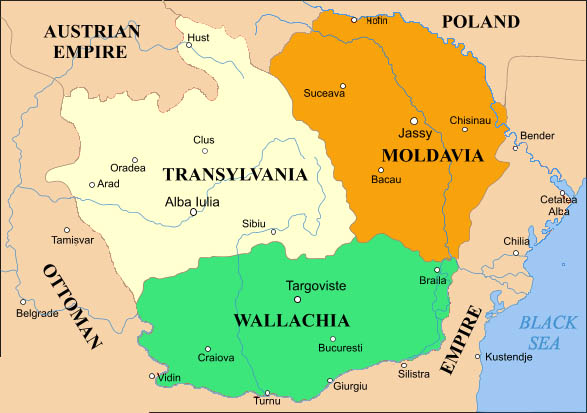 AUSTRIAN
EMPIRE
Hust
Hotin
POLAND
Suceava
Chisinau
Jassy
Bender
Clus
MOLDAVIA
Oradea
TRANSYLVANIA
Bacau
Arad
Alba Iulia
Cetatea
Alba
Sibiu
Tamisvar
Chilia
OTTOMAN
Braila
Targoviste
Belgrade
WALLACHIA
EMPIRE
BLACK
SEA
Craiova
Bucuresti
Kustendje
Vidin
Giurgiu
Silistra
Turnu